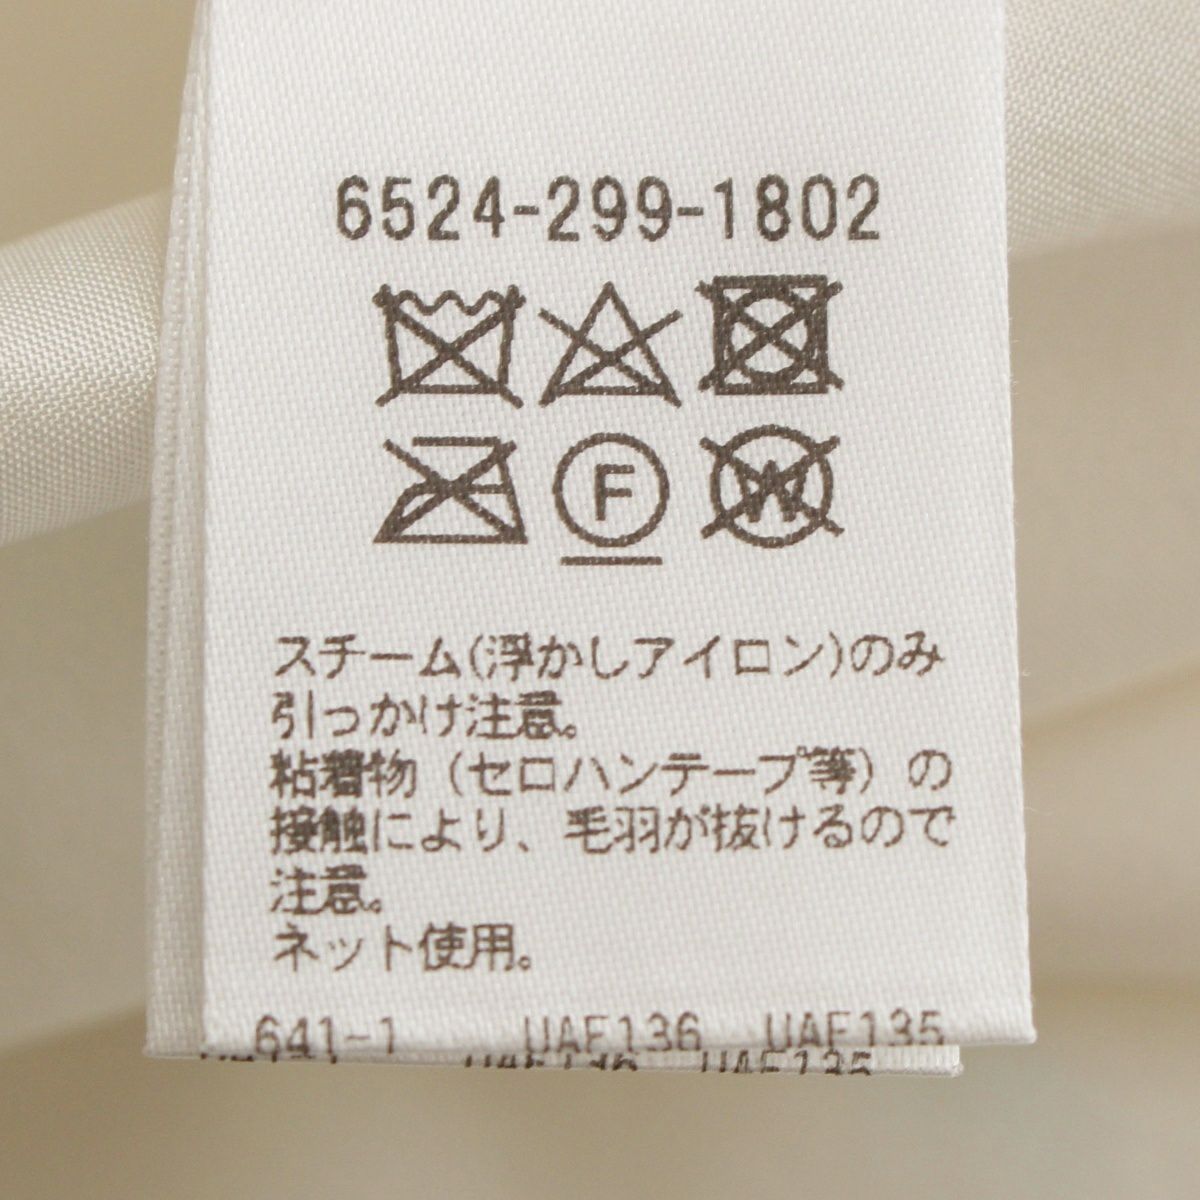 6524-299-1802
F
W
スチーム(浮かしアイロン)のみ
引っかけ注意。
粘着物（セロハンテープ等）の
接触により、毛羽が抜けるので
注意。
ネット使用。
641-1 UAF136 UAF135
UAF136 UAF135